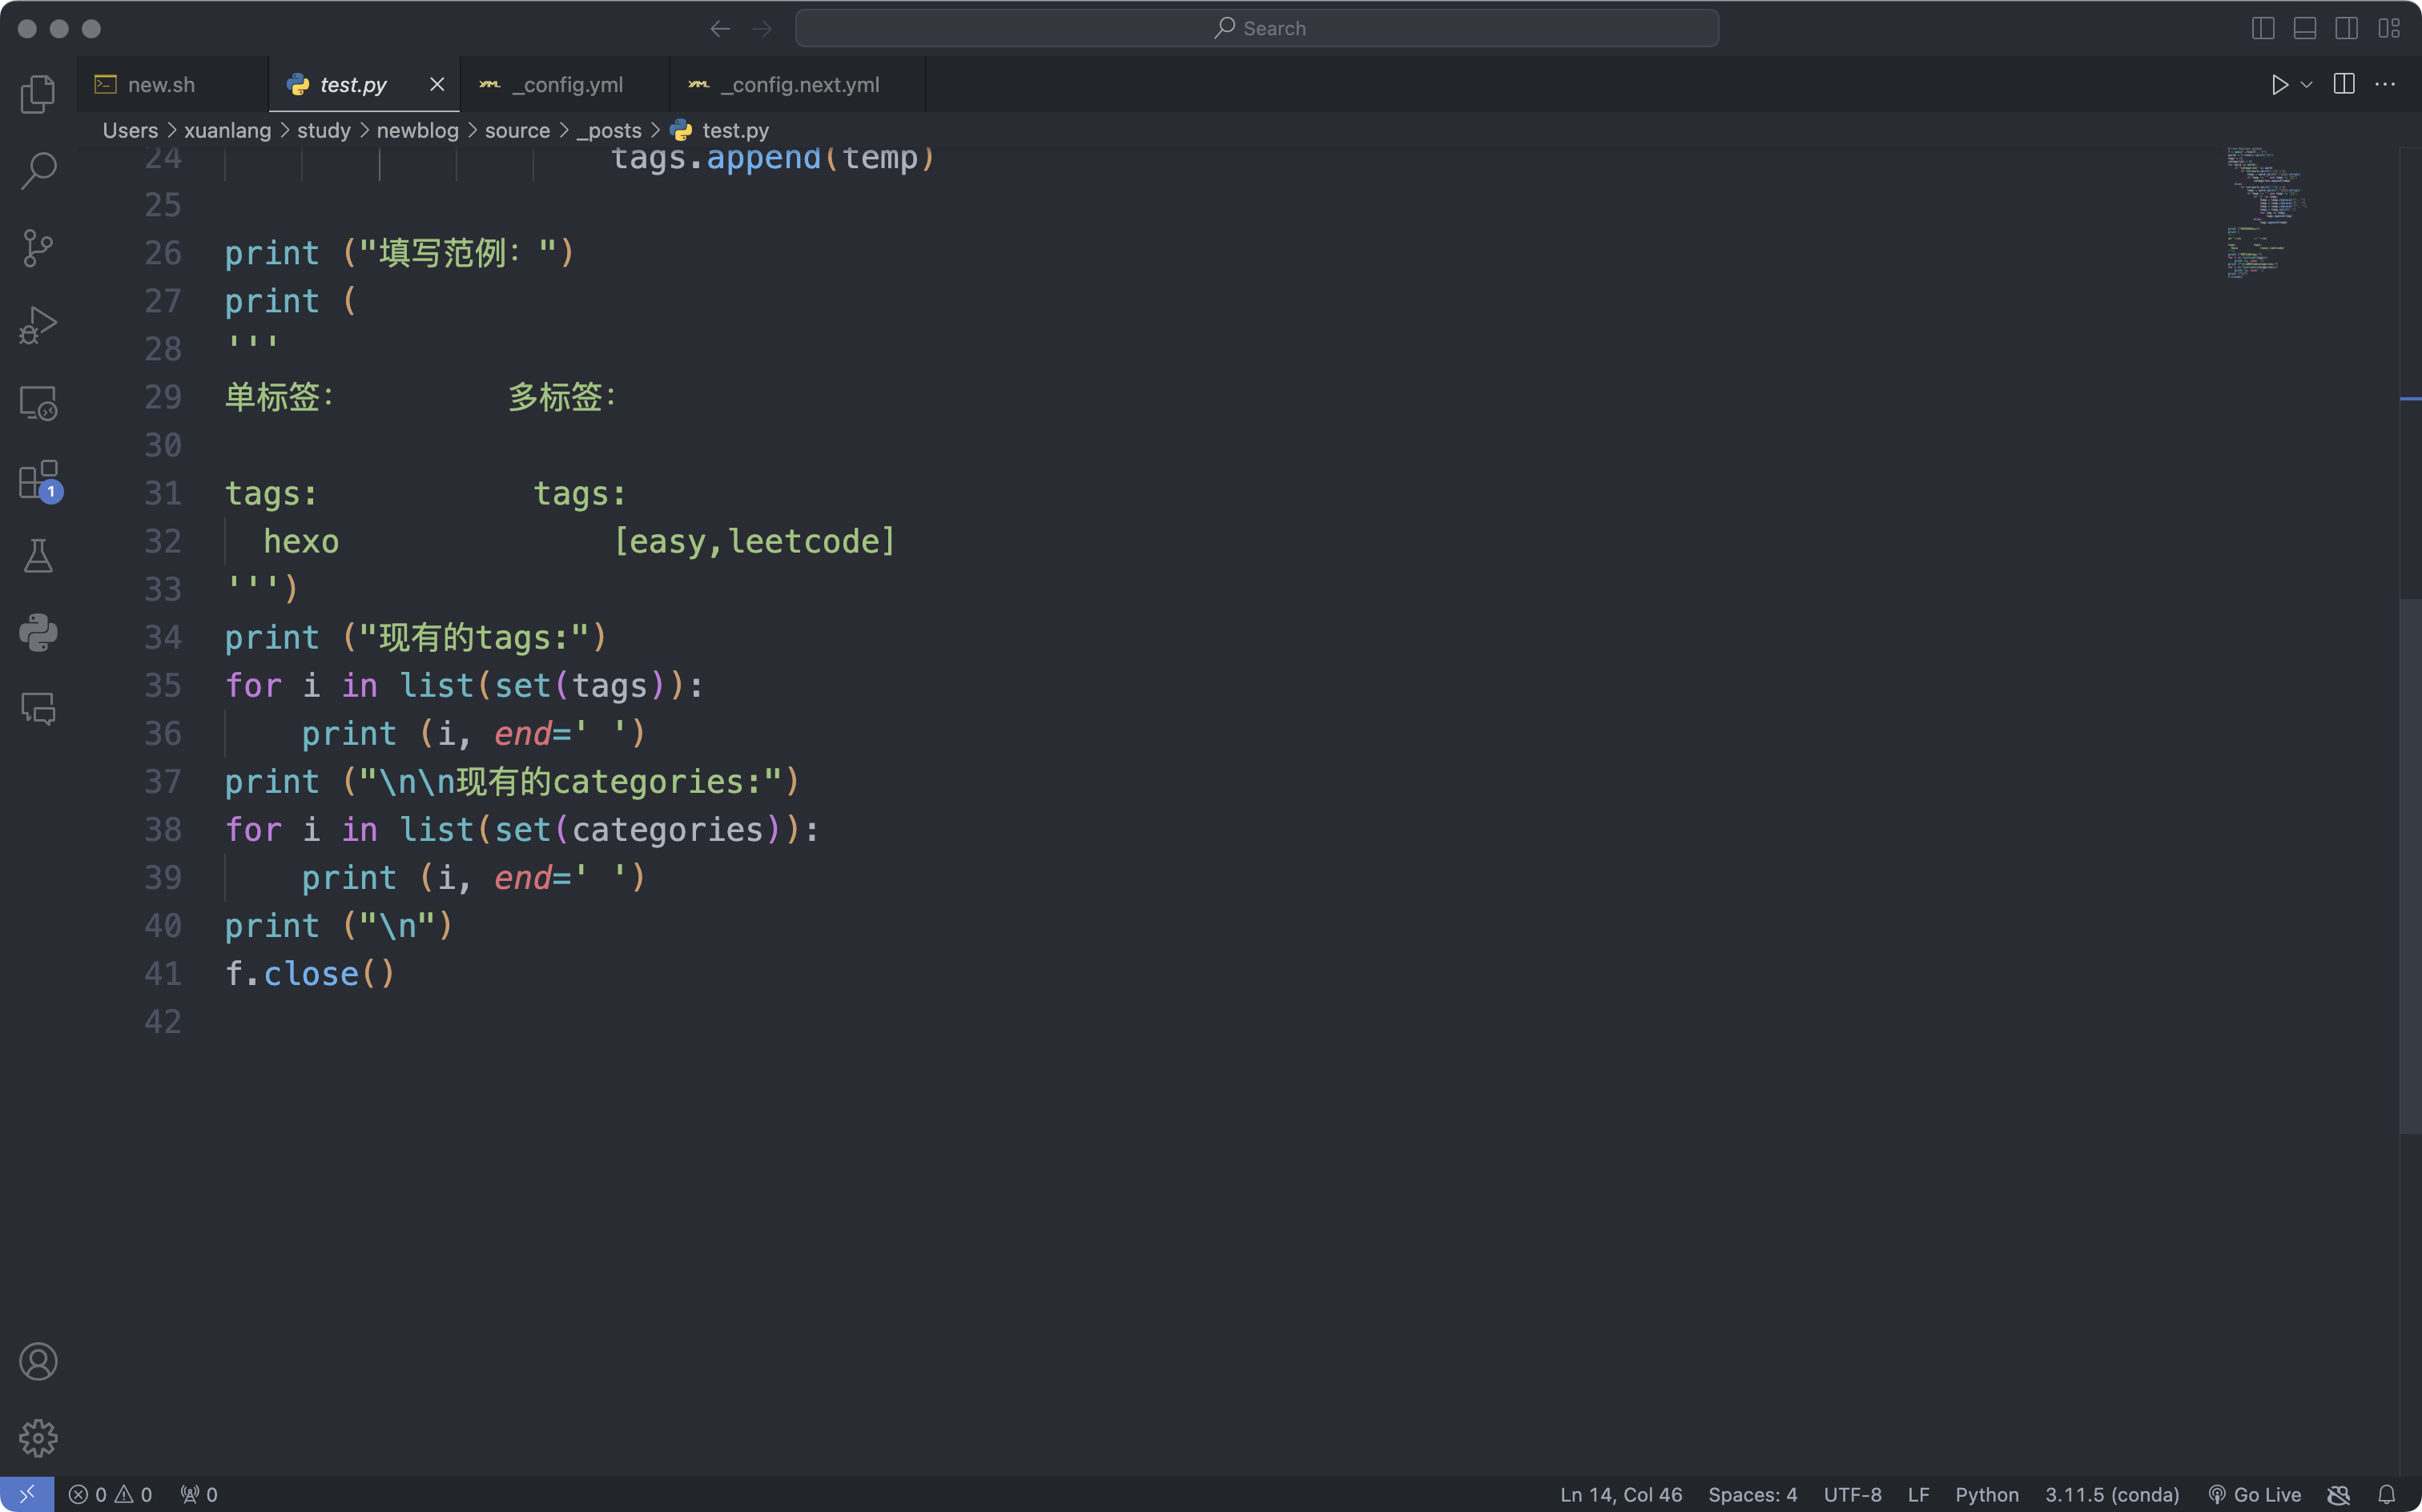 Search
new.sh
test.py
_config.yml
_config.next.yml
Users > xuanlang > study > newblog > source > _posts > test.py
24 tags.append(temp)
25
26 print ("填写范例：")
27 print (
28 '''
29 单标签：         多标签：
30
31 tags:           tags:
32   hexo              [easy,leetcode]
33 ''')
34 print ("现有的tags:")
35 for i in list(set(tags)):
36     print (i, end=' ')
37 print ("\n\n现有的categories:")
38 for i in list(set(categories)):
39     print (i, end=' ')
40 print ("\n")
41 f.close()
42
1
0 0 0 Ln 14, Col 46 Spaces: 4 UTF-8 LF Python 3.11.5 (conda) Go Live